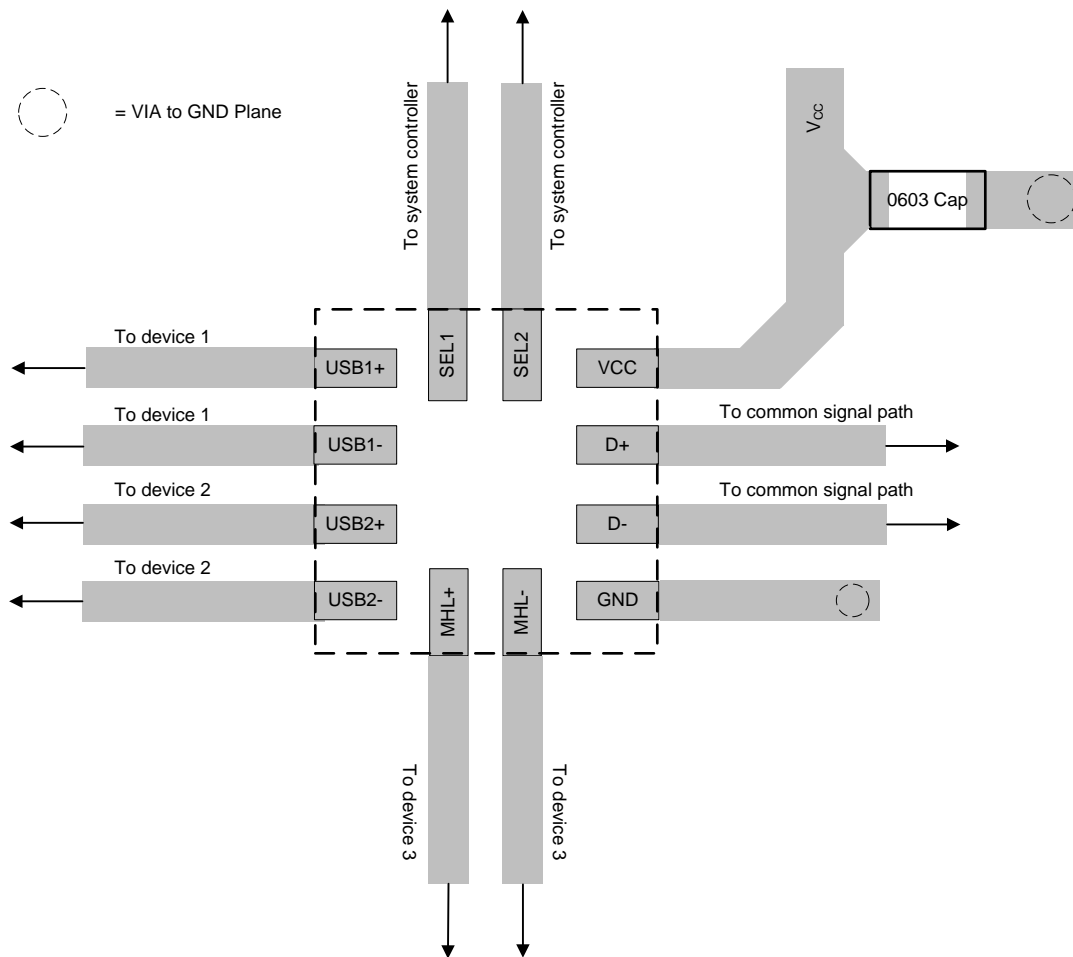 = VIA to GND Plane
To system controller
To system controller
VCC
0603 Cap
To device 1
USB1+
SEL1
SEL2
VCC
To device 1
USB1-
D+
To common signal path
To device 2
USB2+
D-
To common signal path
To device 2
USB2-
MHL+
MHL-
GND
To device 3
To device 3